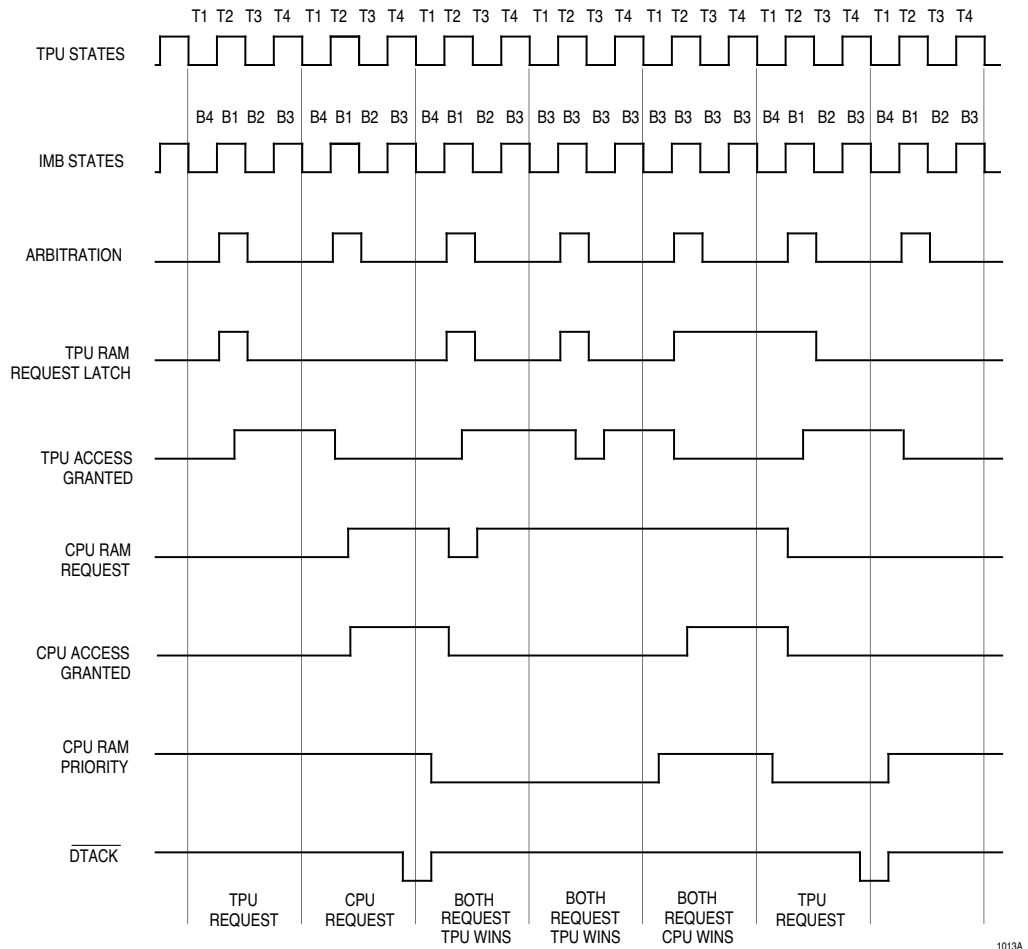 T1 T2 T3 T4 T1 T2 T3 T4 T1 T2 T3 T4 T1 T2 T3 T4 T1 T2 T3 T4 T1 T2 T3 T4 T1 T2 T3 T4
TPU STATES
B4 B1 B2 B3 B4 B1 B2 B3 B4 B1 B2 B3 B3 B3 B3 B3 B3 B3 B3 B3 B4 B1 B2 B3 B4 B1 B2 B3
IMB STATES
ARBITRATION
TPU RAM
REQUEST LATCH
TPU ACCESS
GRANTED
CPU RAM
REQUEST
CPU ACCESS
GRANTED
CPU RAM
PRIORITY
DTACK
TPU
REQUEST
CPU
REQUEST
BOTH
REQUEST
TPU WINS
BOTH
REQUEST
TPU WINS
BOTH
REQUEST
CPU WINS
TPU
REQUEST
1013A